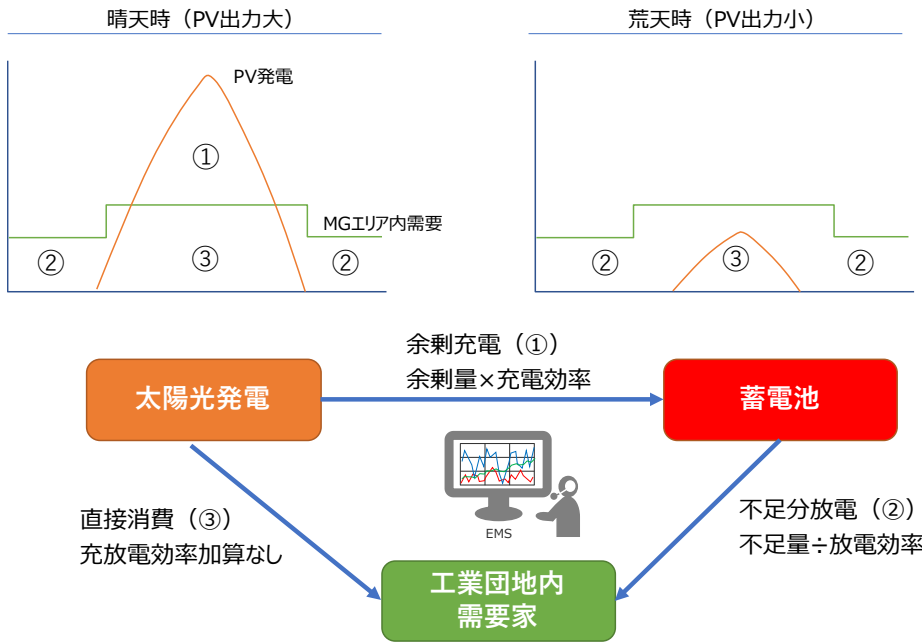 晴天時（PV出力大）
荒天時（PV出力小）
PV発電
①
MGエリア内需要
②
③
②
②
③
②
余剰充電（①）
余剰量×充電効率
太陽光発電
蓄電池
直接消費（③）
充放電効率加算なし
EMS
不足分放電（②）
不足量÷放電効率
工業団地内
需要家